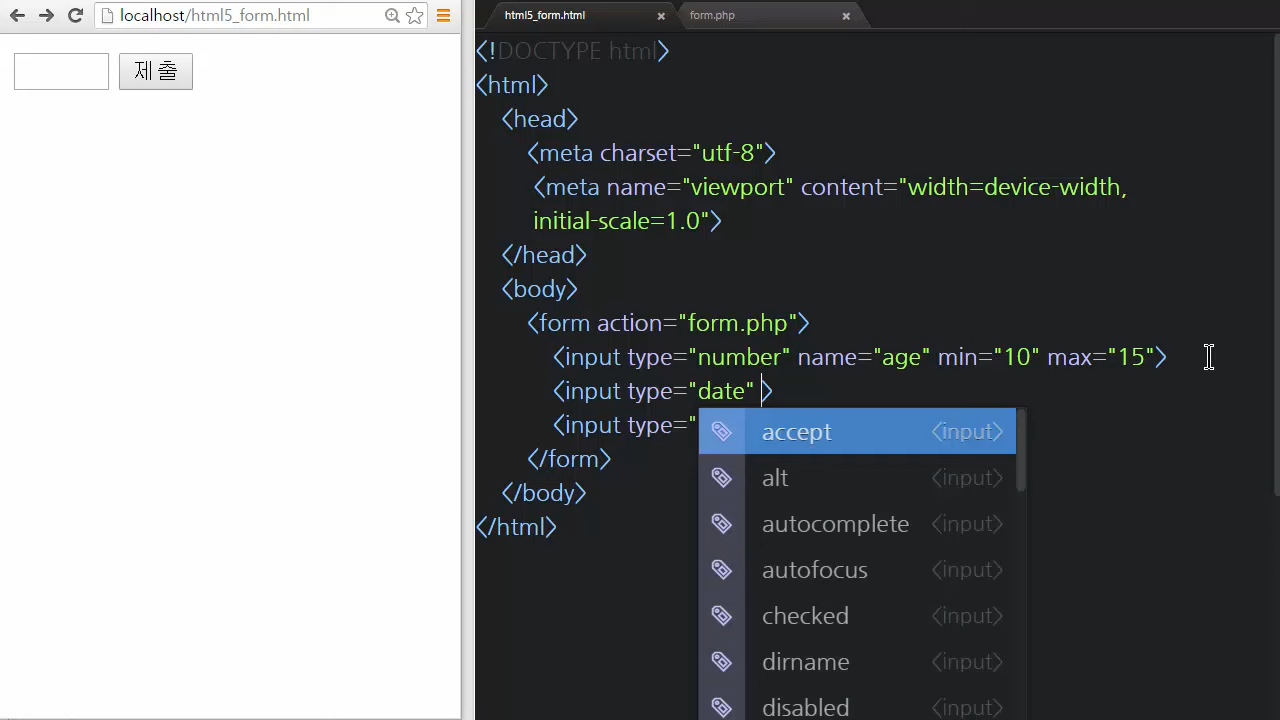 localhost/html5_form.html
제 출
html5_form.html
form.php
<!DOCTYPE html>
<html>
<head>
<meta charset="utf-8">
<meta name="viewport" content="width=device-width,
initial-scale=1.0">
</head>
<body>
<form action="form.php">
<input type="number" name="age" min="10" max="15">
<input type="date" >
<input type="
</form>
</body>
</html>
accept <input>
alt <input>
autocomplete <input>
autofocus <input>
checked <input>
dirname <input>
disabled <input>